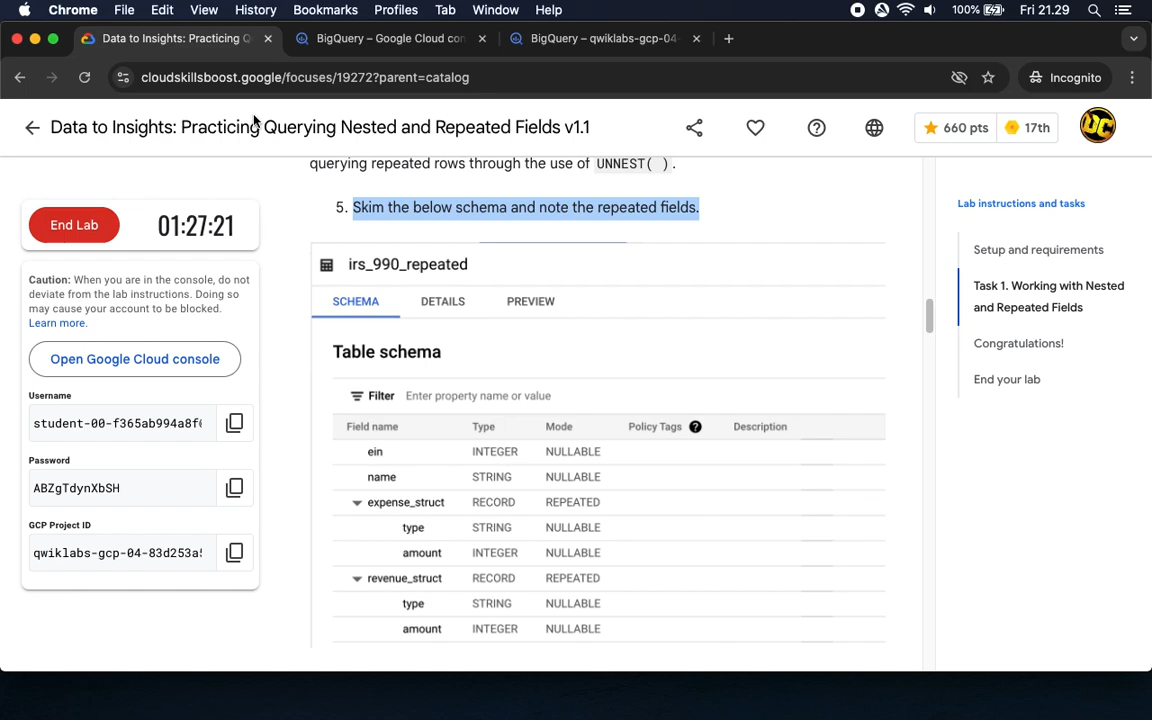 Chrome File Edit View History Bookmarks Profiles Tab Window Help 100% Fri 21.29
Data to Insights: Practicing Q BigQuery – Google Cloud con BigQuery – qwiklabs-gcp-04-
cloudskillsboost.google/focuses/19272?parent=catalog Incognito
Data to Insights: Practicing Querying Nested and Repeated Fields v1.1 660 pts 17th
querying repeated rows through the use of UNNEST( ) .
End Lab 01:27:21
Caution: When you are in the console, do not
deviate from the lab instructions. Doing so
may cause your account to be blocked.
Learn more.
Open Google Cloud console
Username
student-00-f365ab994a8f
Password
ABZgTdynXbSH
GCP Project ID
qwiklabs-gcp-04-83d253a
5. Skim the below schema and note the repeated fields.
irs_990_repeated
SCHEMA DETAILS PREVIEW
Table schema
Filter Enter property name or value
Field name Type Mode Policy Tags ? Description
ein INTEGER NULLABLE
name STRING NULLABLE
expense_struct RECORD REPEATED
type STRING NULLABLE
amount INTEGER NULLABLE
revenue_struct RECORD REPEATED
type STRING NULLABLE
amount INTEGER NULLABLE
Lab instructions and tasks
Setup and requirements
Task 1. Working with Nested
and Repeated Fields
Congratulations!
End your lab